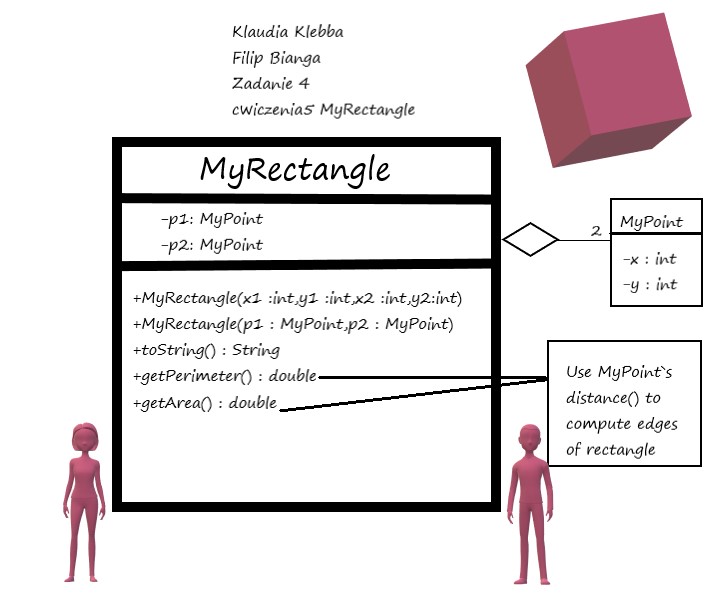 Klaudia Klebba
Filip Bianga
Zadanie 4
cwiczenia5 MyRectangle
MyRectangle
-p1: MyPoint
-p2: MyPoint
2
MyPoint
-x : int
-y : int
+MyRectangle(x1 :int,y1 :int,x2 :int,y2:int)
+MyRectangle(p1 : MyPoint,p2 : MyPoint)
+toString() : String
+getPerimeter() : double
+getArea() : double
Use MyPoint`s
distance() to
compute edges
of rectangle